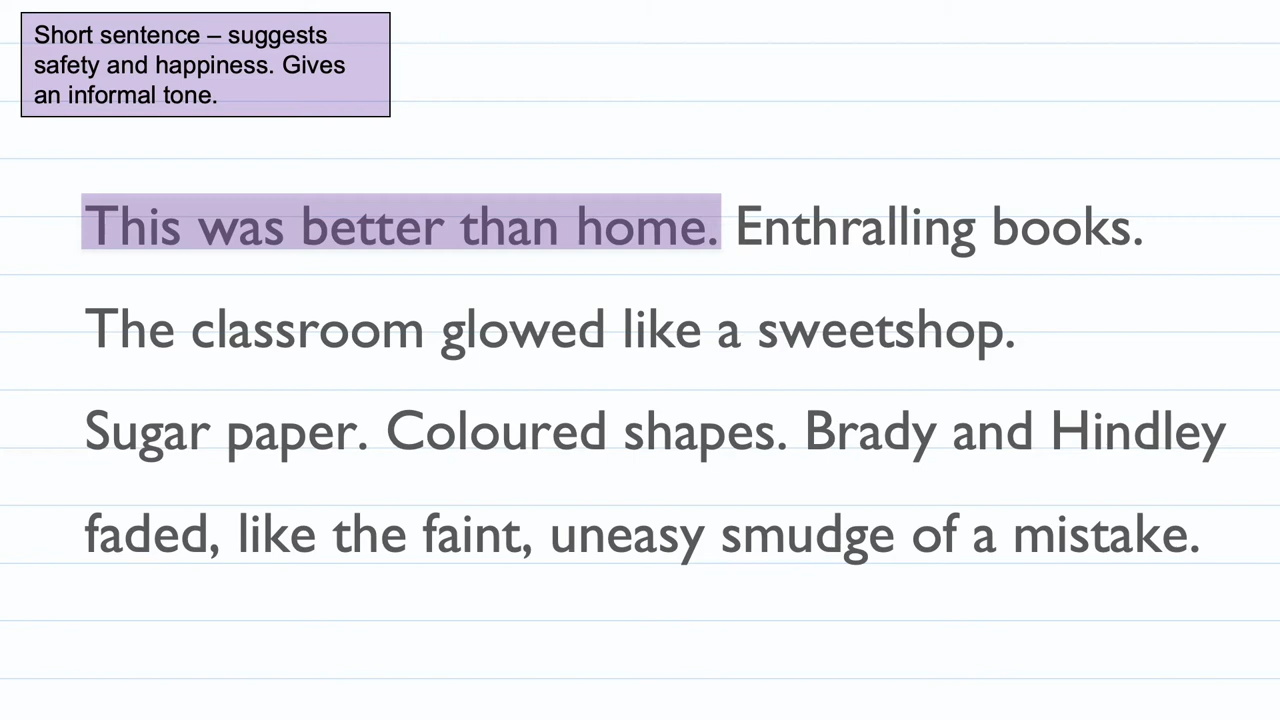 Short sentence – suggests
safety and happiness. Gives
an informal tone.
This was better than home. Enthralling books.
The classroom glowed like a sweetshop.
Sugar paper. Coloured shapes. Brady and Hindley
faded, like the faint, uneasy smudge of a mistake.